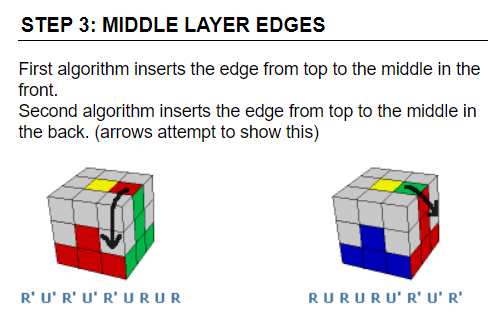 STEP 3: MIDDLE LAYER EDGES
First algorithm inserts the edge from top to the middle in the
front.
Second algorithm inserts the edge from top to the middle in
the back. (arrows attempt to show this)
R' U' R' U' R' U R U R
R U R U R U' R' U' R'